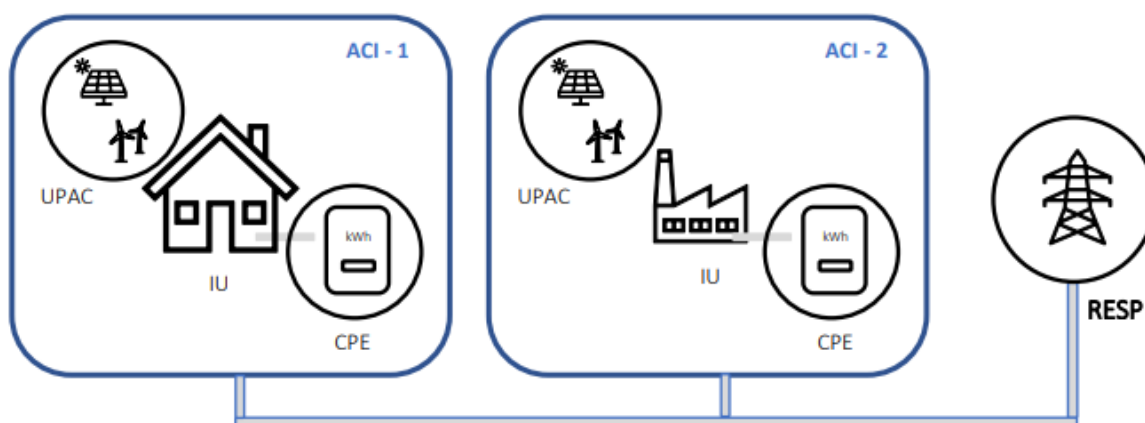 ACI - 1
UPAC
IU
kWh
CPE
ACI - 2
UPAC
IU
kWh
CPE
RESP